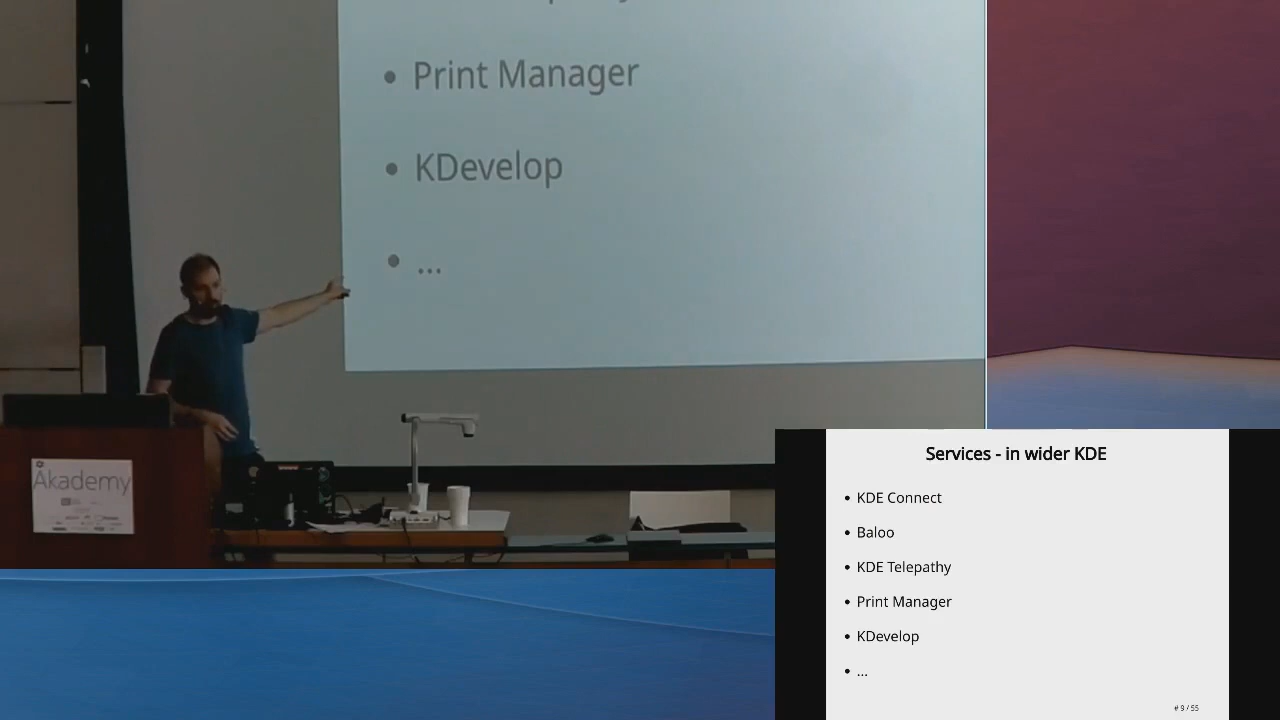 • Print Manager
• KDevelop
• ...
Akademy
Services - in wider KDE
• KDE Connect
• Baloo
• KDE Telepathy
• Print Manager
• KDevelop
• ...
# 9 / 55